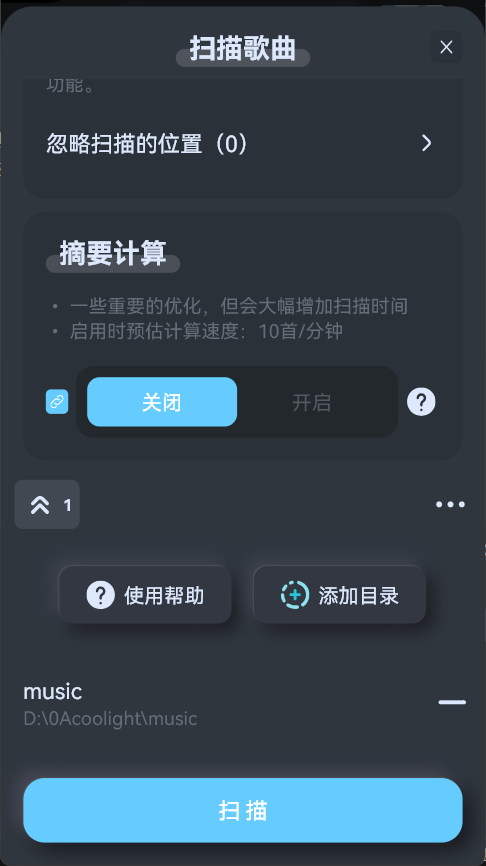 扫描歌曲
功能。
忽略扫描的位置（0）
摘要计算
• 一些重要的优化，但会大幅增加扫描时间
• 启用时预估计算速度：10首/分钟
关闭 开启 ?
1
? 使用帮助 添加目录
music
D:\0Acoolight\music
扫描